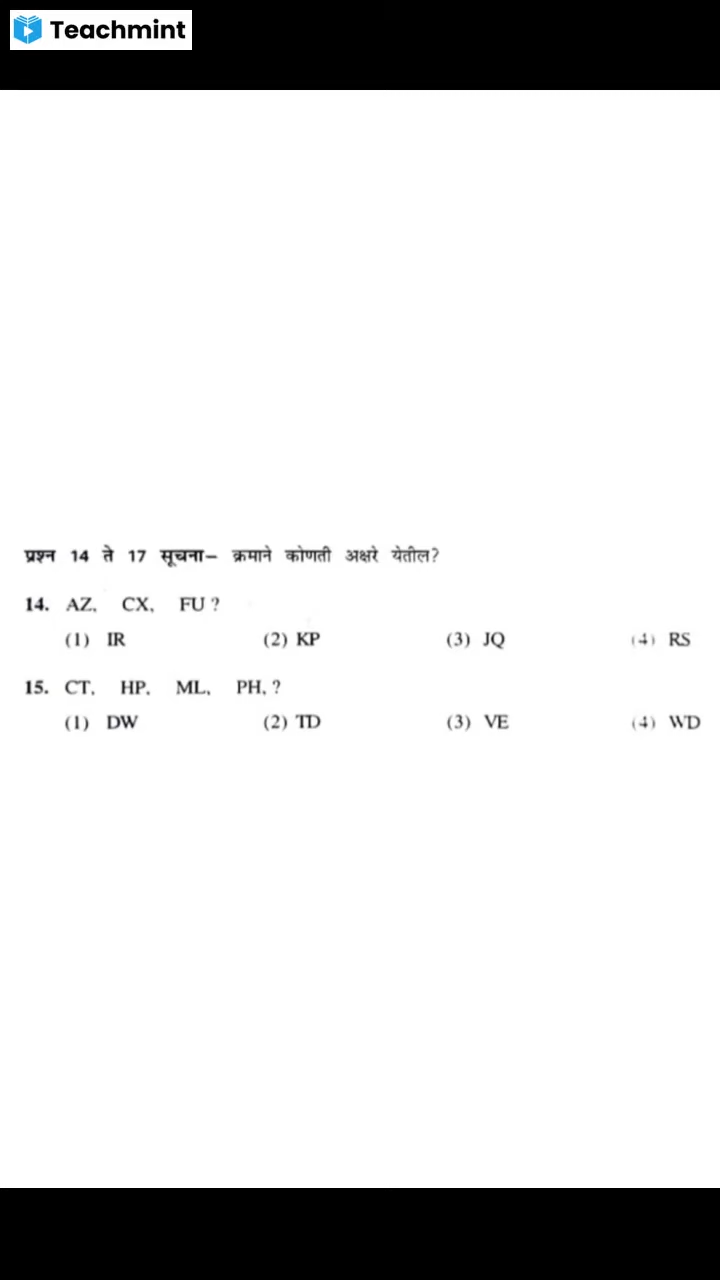 Teachmint
प्रश्न 14 ते 17 सूचना– क्रमाने कोणती अक्षरे येतील?
14. AZ, CX, FU ?
(1) IR (2) KP (3) JQ (4) RS
15. CT, HP, ML, PH, ?
(1) DW (2) TD (3) VE (4) WD